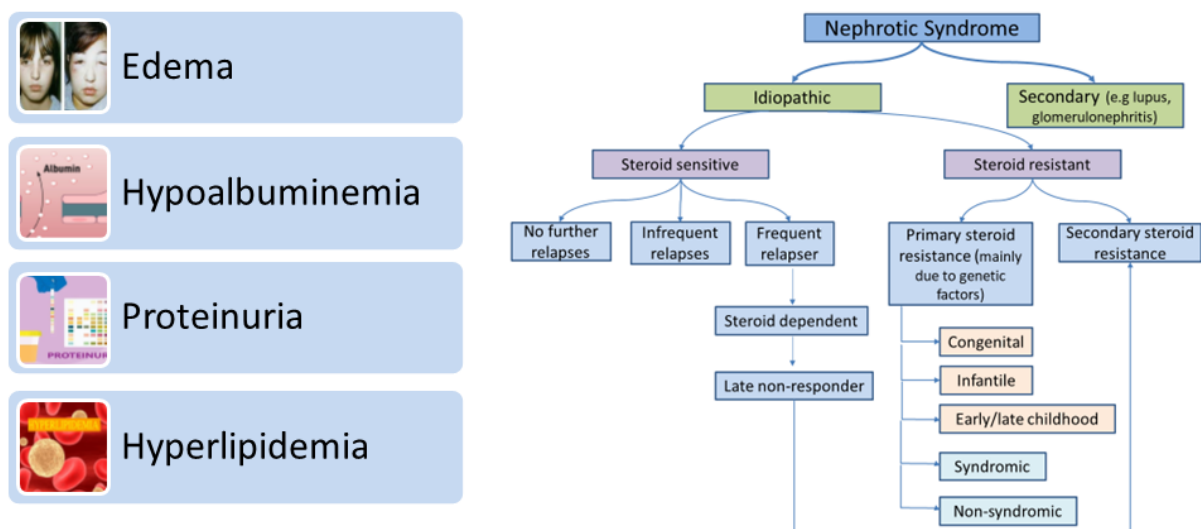 Edema
Albumin
Hypoalbuminemia
Proteinuria
PROTEINUR
HYPERLIPIDEMIA
Hyperlipidemia
Nephrotic Syndrome
Idiopathic
Secondary (e.g lupus,
glomerulonephritis)
Steroid sensitive
Steroid resistant
No further
relapses
Infrequent
relapses
Frequent
relapser
Primary steroid
resistance (mainly
due to genetic
factors)
Secondary steroid
resistance
Steroid dependent
Late non-responder
Congenital
Infantile
Early/late childhood
Syndromic
Non-syndromic